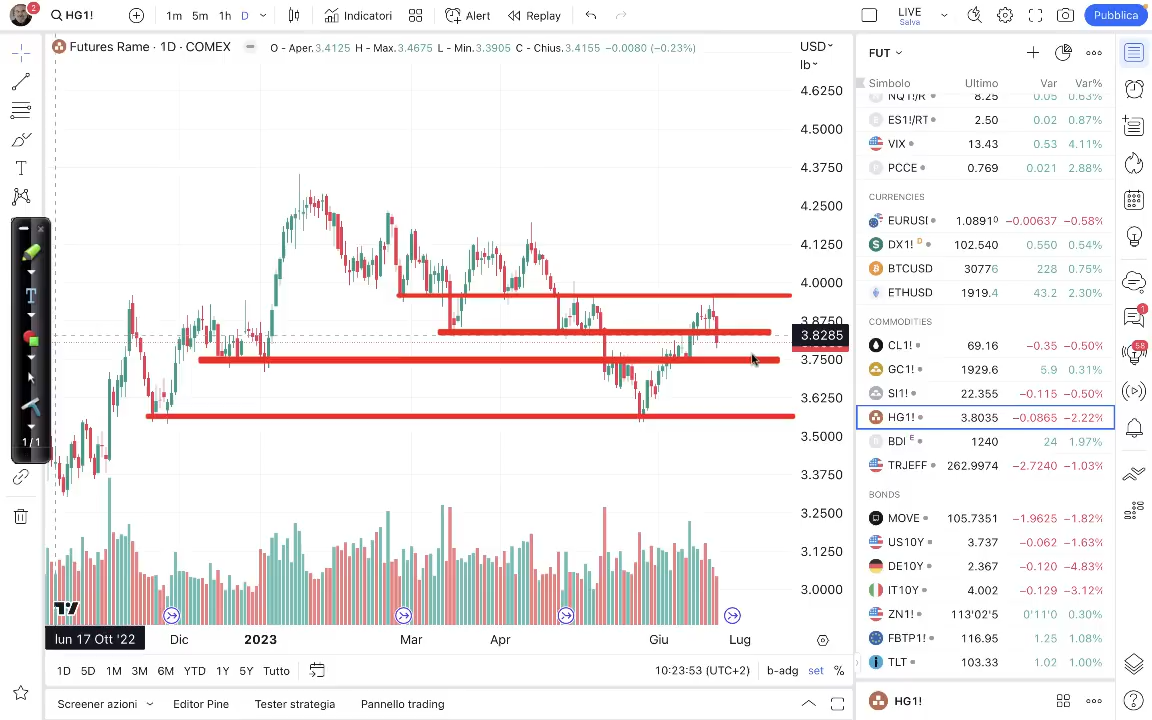 2 HG1! 1m 5m 1h D Indicatori Alert Replay LIVE Salva Pubblica
Futures Rame · 1D · COMEX O - Aper.3.4125 H - Max.3.4675 L - Min.3.3905 C - Chius.3.4155 −0.0080 (−0.23%)
USD
lb
4.6250
4.5000
4.3750
4.2500
4.1250
4.0000
3.8750
3.8285
3.7500
3.6250
3.5000
3.3750
3.2500
3.1250
3.0000
T
T
1/1
lun 17 Ott '22 Dic 2023 Mar Apr Giu Lug
1D 5D 1M 3M 6M YTD 1Y 5Y Tutto 10:23:53 (UTC+2) b-adg set %
Screener azioni Editor Pine Tester strategia Pannello trading
FUT
Simbolo Ultimo Var Var%
NQ1!/R 8.25 0.05 0.63%
ES1!/RT 2.50 0.02 0.87%
VIX 13.43 0.53 4.11%
PCCE 0.769 0.021 2.88%
CURRENCIES
EURUSD 1.08910 −0.00637 −0.58%
DX1! D 102.540 0.550 0.54%
BTCUSD 30776 228 0.75%
ETHUSD 1919.4 43.2 2.30%
COMMODITIES
CL1! 69.16 −0.35 −0.50%
GC1! 1929.6 5.9 0.31%
SI1! 22.355 −0.115 −0.50%
HG1! 3.8035 −0.0865 −2.22%
BDI E 1240 24 1.97%
TRJEFF 262.9974 −2.7240 −1.03%
BONDS
MOVE 105.7351 −1.9625 −1.82%
US10Y 3.737 −0.062 −1.63%
DE10Y 2.367 −0.120 −4.83%
IT10Y 4.002 −0.129 −3.12%
ZN1! 113'02'5 0'11'0 0.30%
FBTP1! 116.95 1.25 1.08%
TLT 103.33 1.02 1.00%
HG1!
1
58